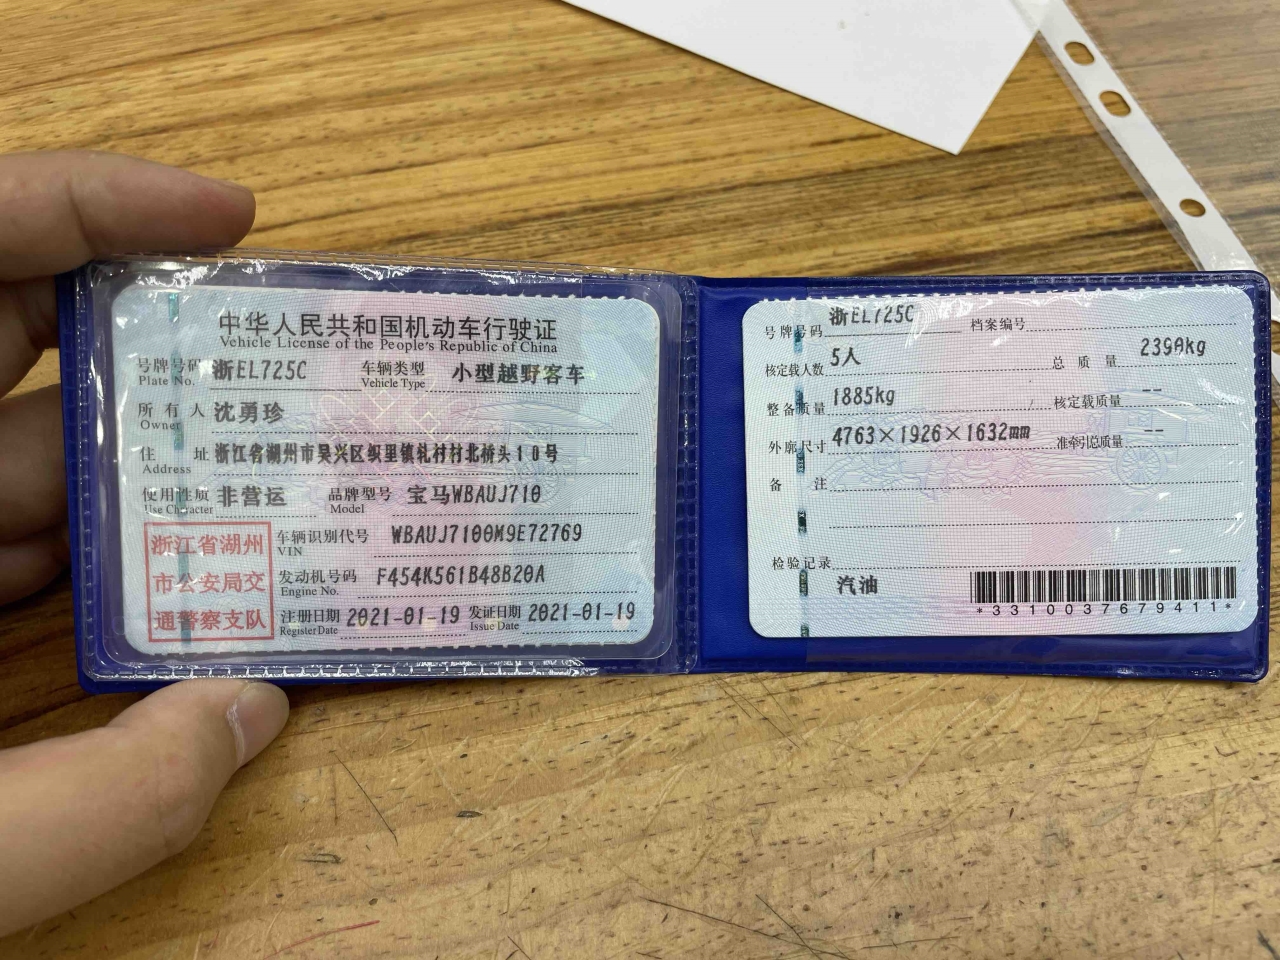 中华人民共和国机动车行驶证
Vehicle License of the People's Republic of China
号牌号码 浙EL725C 车辆类型 小型越野客车
Plate No. Vehicle Type
所有人 沈勇珍
Owner
住址 浙江省湖州市吴兴区织里镇轧村村北桥头10号
Address
使用性质 非营运 品牌型号 宝马WBAUJ710
Use Character Model
浙江省湖州
市公安局交
通警察支队
车辆识别代号 WBAUJ7100M9E72769
VIN
发动机号码 F454K561B48B20A
Engine No.
注册日期 2021-01-19 发证日期 2021-01-19
Register Date Issue Date
号牌号码 浙EL725C 档案编号
核定载人数 5人 总质量 2390kg
整备质量 1885kg 核定载质量 --
外廓尺寸 4763×1926×1632mm 准牵引总质量 --
备注
检验记录
汽油
*3310037679411*